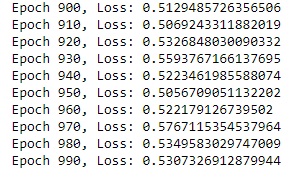 Epoch 900, Loss: 0.5129485726356506
Epoch 910, Loss: 0.5069243311882019
Epoch 920, Loss: 0.5326848030090332
Epoch 930, Loss: 0.5593767166137695
Epoch 940, Loss: 0.5223461985588074
Epoch 950, Loss: 0.5056709051132202
Epoch 960, Loss: 0.522179126739502
Epoch 970, Loss: 0.5767115354537964
Epoch 980, Loss: 0.5349583029747009
Epoch 990, Loss: 0.5307326912879944